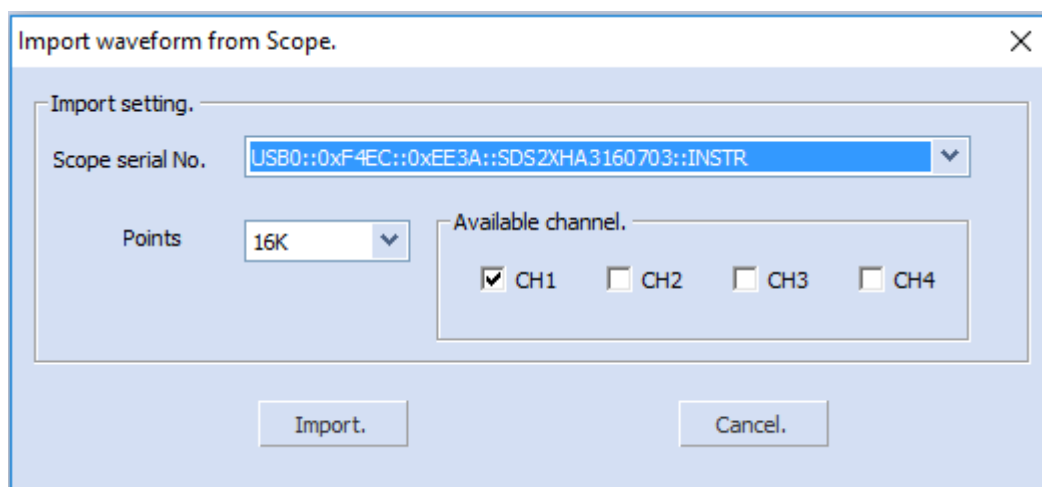 Import waveform from Scope.
Import setting.
Scope serial No. USB0::0xF4EC::0xEE3A::SDS2XHA3160703::INSTR
Points 16K
Available channel.
CH1 CH2 CH3 CH4
Import. Cancel.